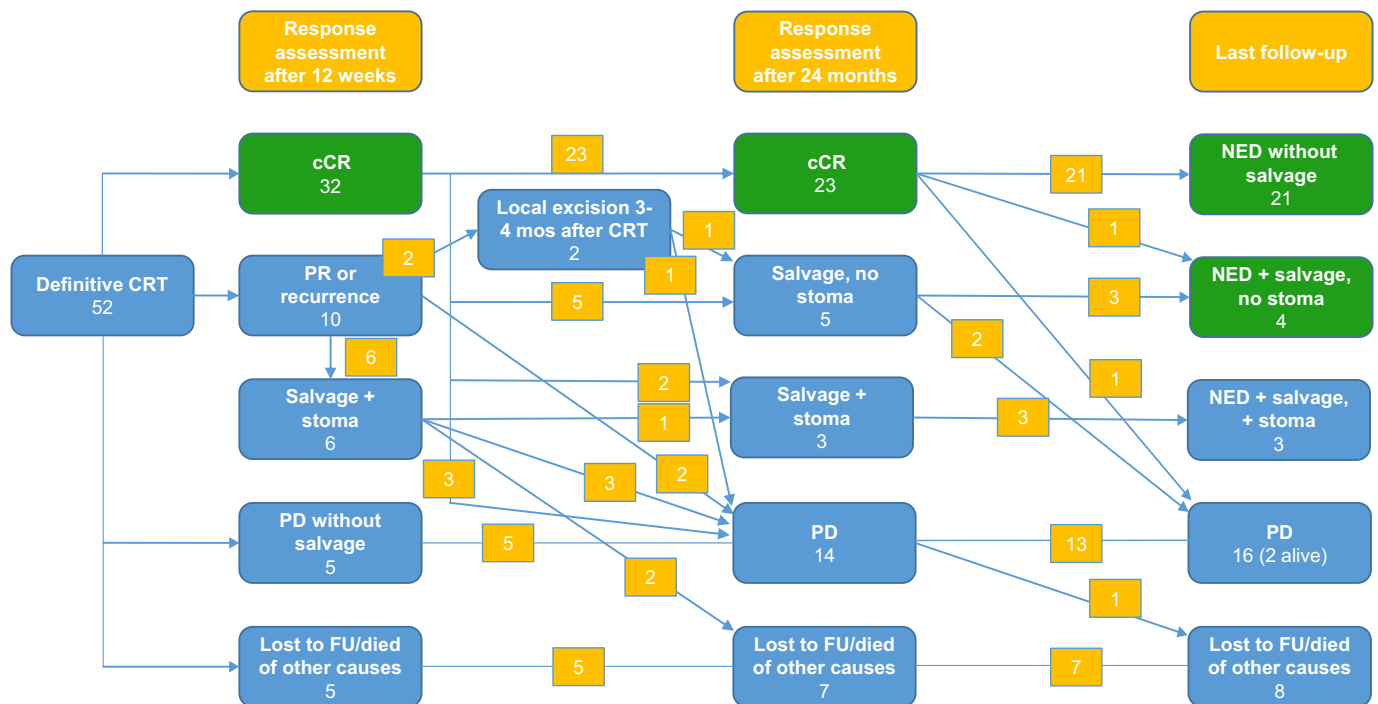 Response
assessment
after 12 weeks
Response
assessment
after 24 months
Last follow-up
cCR
32
23
cCR
23
21
NED without
salvage
21
Local excision 3-
4 mos after CRT
2
2
1
1
1
Definitive CRT
52
PR or
recurrence
10
5
Salvage, no
stoma
5
3
NED + salvage,
no stoma
4
6
2
Salvage +
stoma
6
2
1
Salvage +
stoma
3
3
1
NED + salvage,
+ stoma
3
3
3
2
PD without
salvage
5
5
PD
14
13
PD
16 (2 alive)
2
1
Lost to FU/died
of other causes
5
5
Lost to FU/died
of other causes
7
7
Lost to FU/died
of other causes
8